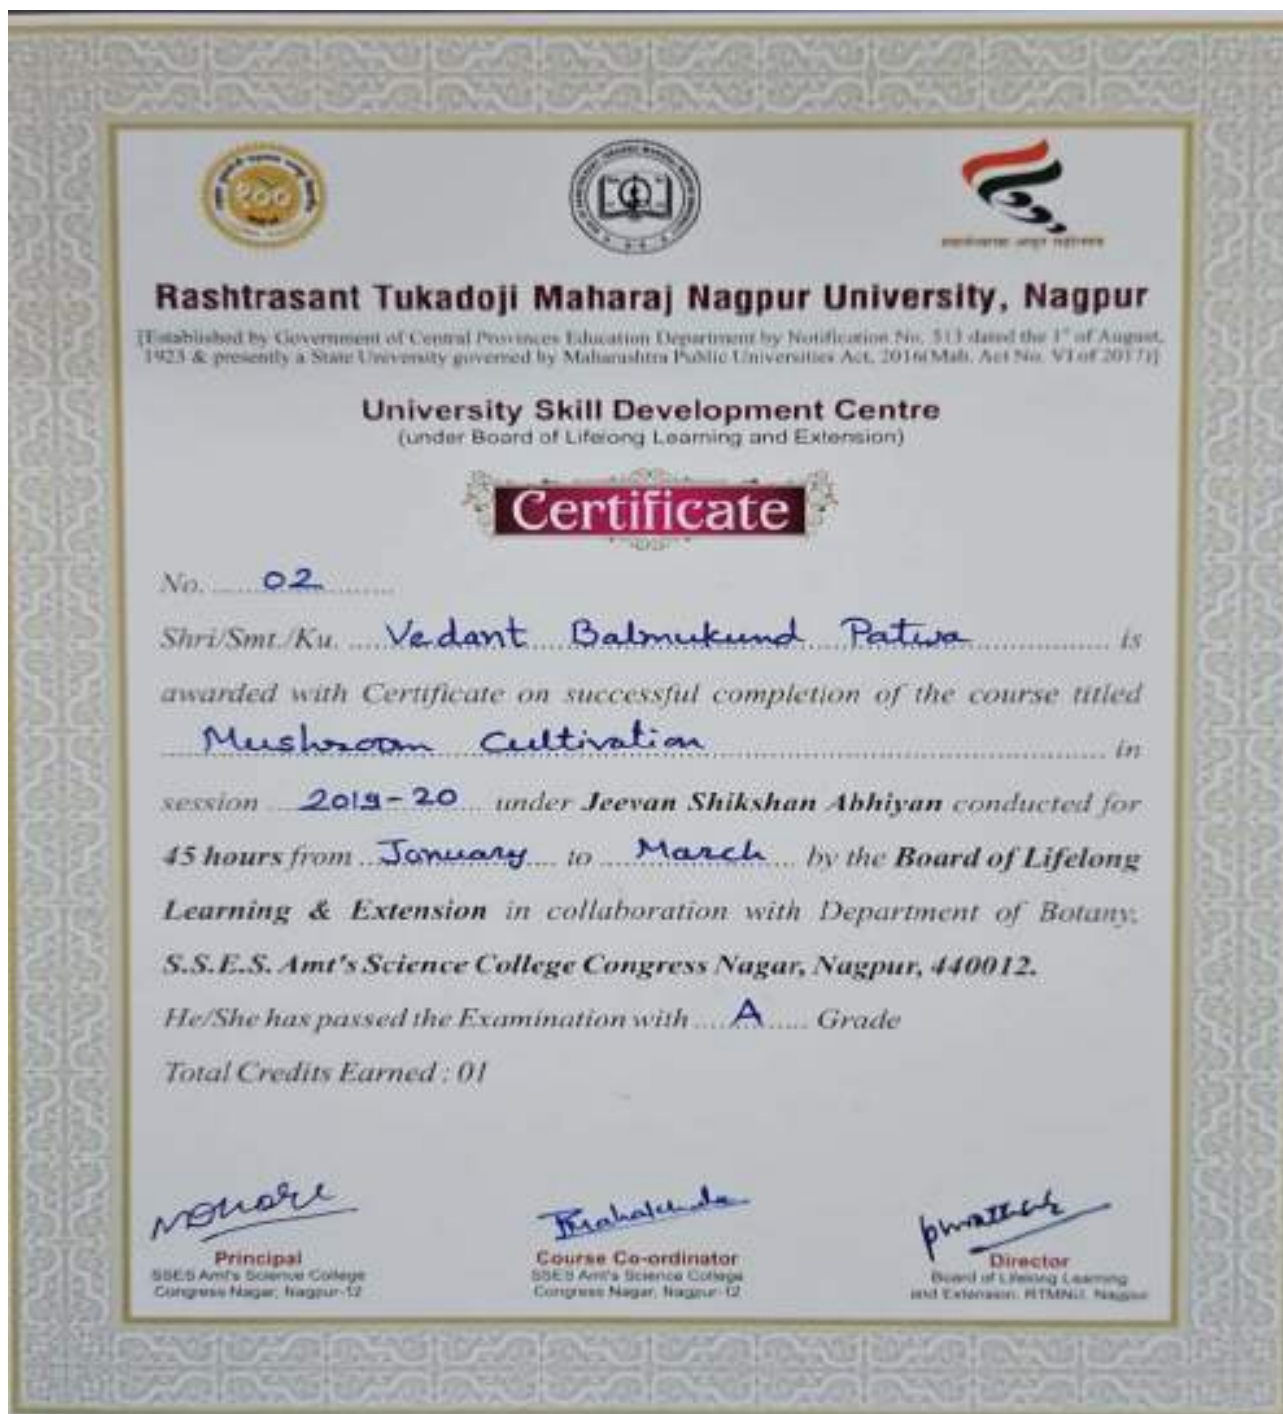 Rashtrasant Tukadoji Maharaj Nagpur University, Nagpur
[Established by Government of Central Provinces Education Department by Notification No. 513 dated the 1st of August,
1923 & presently a State University governed by Maharashtra Public Universities Act, 2016(Mah. Act No. VI of 2017)]
University Skill Development Centre
(under Board of Lifelong Learning and Extension)
Certificate
No. ...... 02 ..........
Shri/Smt./Ku. ..... Vedant Balmukund Patwa .................. is
awarded with Certificate on successful completion of the course titled
Mushroom Cultivation .................. in
session ... 2019-20 ... under Jeevan Shikshan Abhiyan conducted for
45 hours from .. January ... to ... March ... by the Board of Lifelong
Learning & Extension in collaboration with Department of Botany,
S.S.E.S. Amt's Science College Congress Nagar, Nagpur, 440012.
He/She has passed the Examination with .... A ..... Grade
Total Credits Earned : 01
Principal
SSES Amt's Science College
Congress Nagar, Nagpur-12
Course Co-ordinator
SSES Amt's Science College
Congress Nagar, Nagpur-12
Director
Board of Lifelong Learning
and Extension, RTMNU, Nagpur